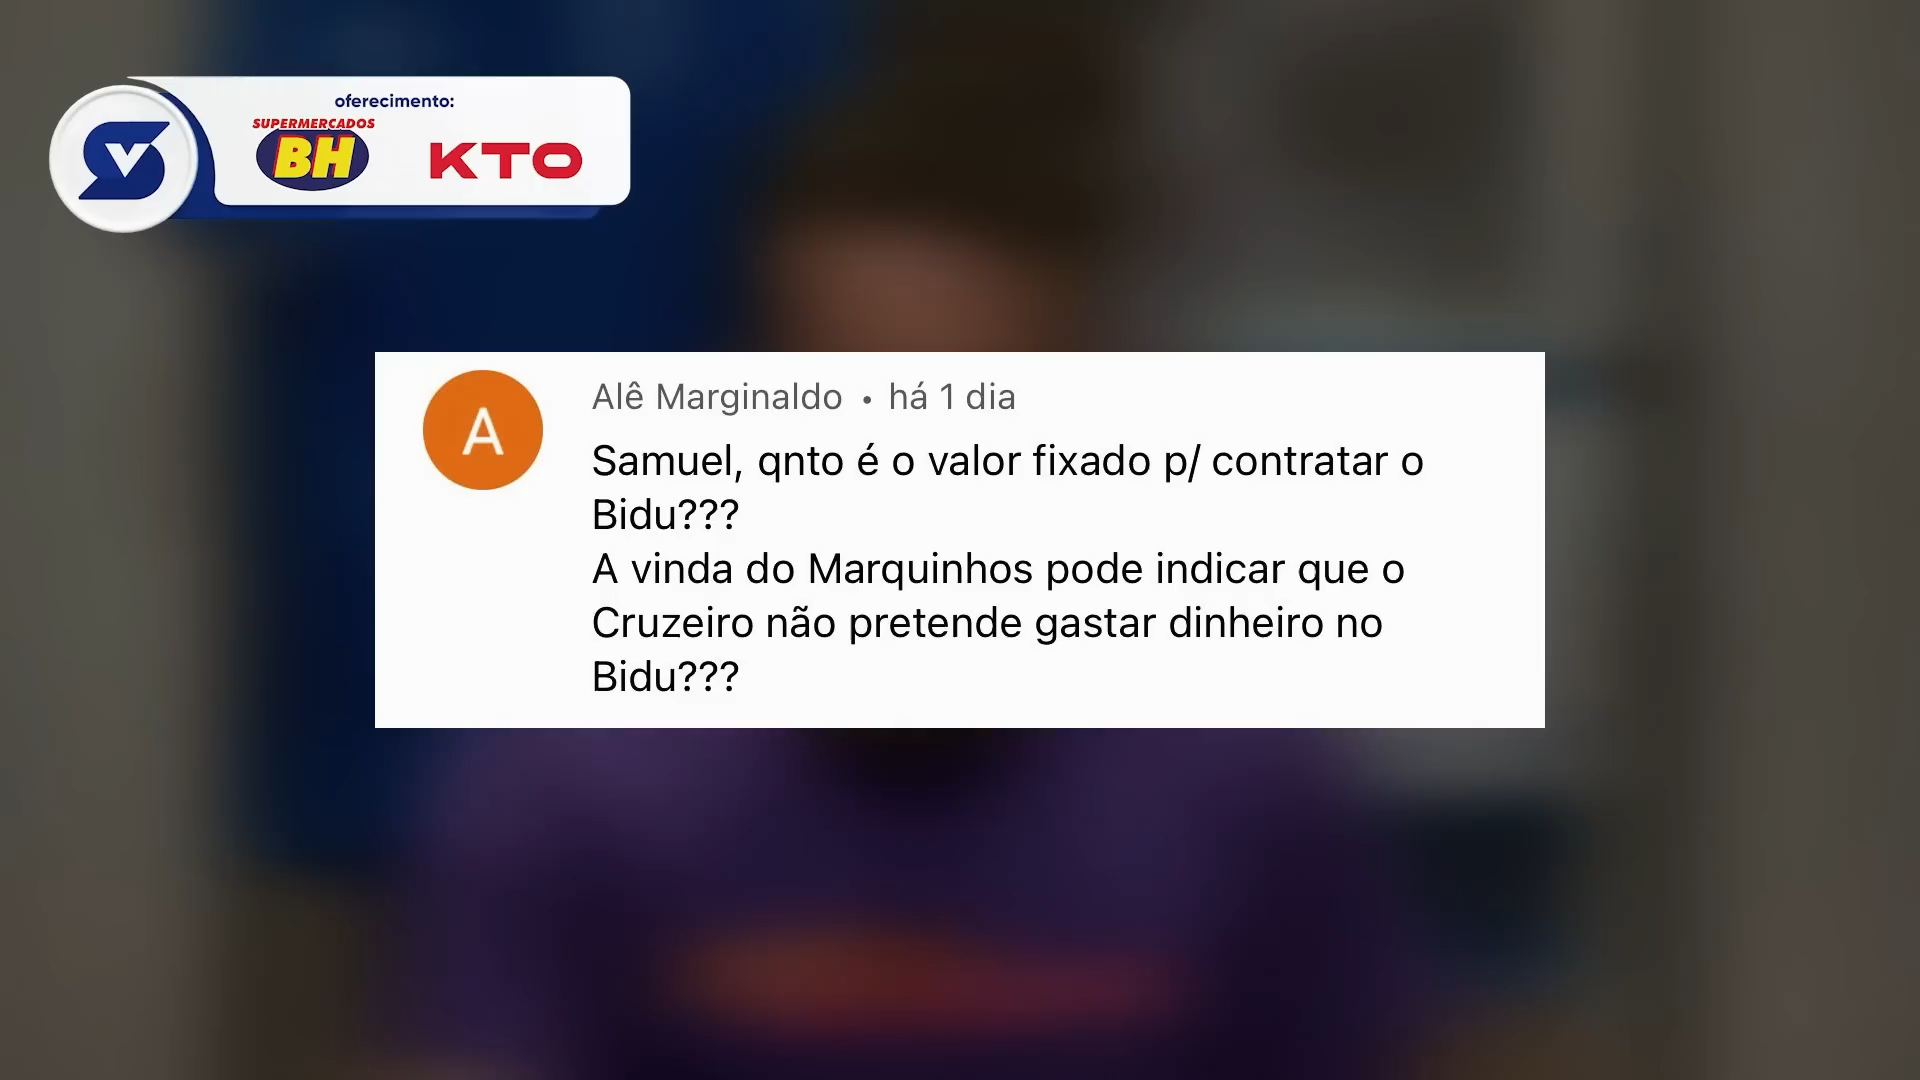 oferecimento:
SUPERMERCADOS
BH
KTO
Alê Marginaldo • há 1 dia
A
Samuel, qnto é o valor fixado p/ contratar o
Bidu???
A vinda do Marquinhos pode indicar que o
Cruzeiro não pretende gastar dinheiro no
Bidu???